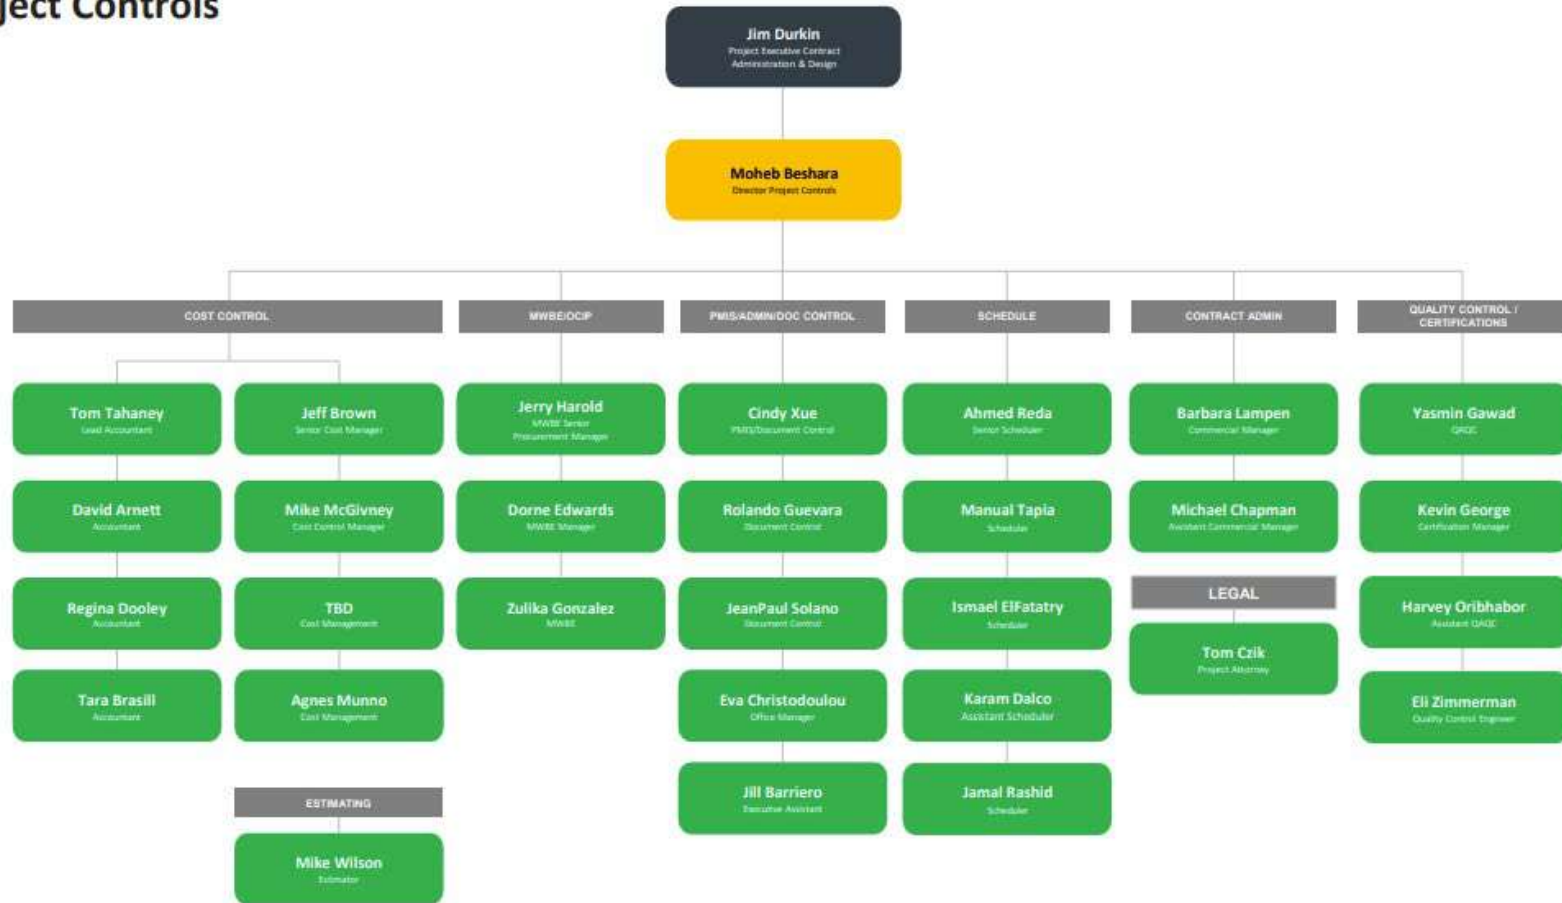 ject Controls
Jim Durkin
Project Executive Contract
Administration & Design
Moheb Beshara
Director Project Controls
COST CONTROL
Tom Tahaney
Lead Accountant
David Arnett
Accountant
Regina Dooley
Accountant
Tara Brasill
Accountant
Jeff Brown
Senior Cost Manager
Mike McGivney
Cost Control Manager
TBD
Cost Management
Agnes Munno
Cost Management
ESTIMATING
Mike Wilson
Estimator
MWBE/OCIP
Jerry Harold
MWBE Senior
Procurement Manager
Dorne Edwards
MWBE Manager
Zulika Gonzalez
MWBE
PMIS/ADMIN/DOC CONTROL
Cindy Xue
PMIS/Document Control
Rolando Guevara
Document Control
JeanPaul Solano
Document Control
Eva Christodoulou
Office Manager
Jill Barriero
Executive Assistant
SCHEDULE
Ahmed Reda
Senior Scheduler
Manual Tapia
Scheduler
Ismael ElFatatry
Scheduler
Karam Dalco
Assistant Scheduler
Jamal Rashid
Scheduler
CONTRACT ADMIN
Barbara Lampen
Commercial Manager
Michael Chapman
Assistant Commercial Manager
LEGAL
Tom Czik
Project Attorney
QUALITY CONTROL /
CERTIFICATIONS
Yasmin Gawad
QAQC
Kevin George
Certification Manager
Harvey Oribhabor
Assistant QAQC
Eli Zimmerman
Quality Control Engineer